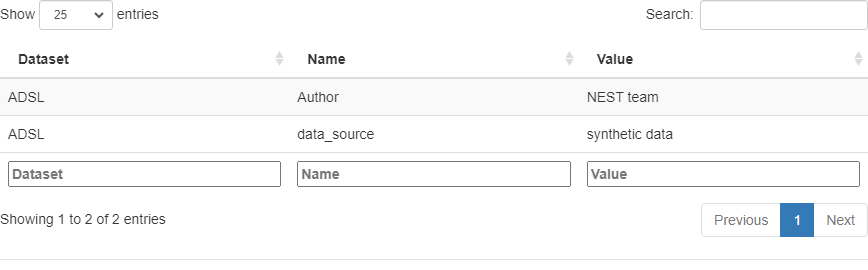 Show 25 entries Search:
Dataset Name Value
ADSL Author NEST team
ADSL data_source synthetic data
Dataset Name Value
Showing 1 to 2 of 2 entries Previous 1 Next